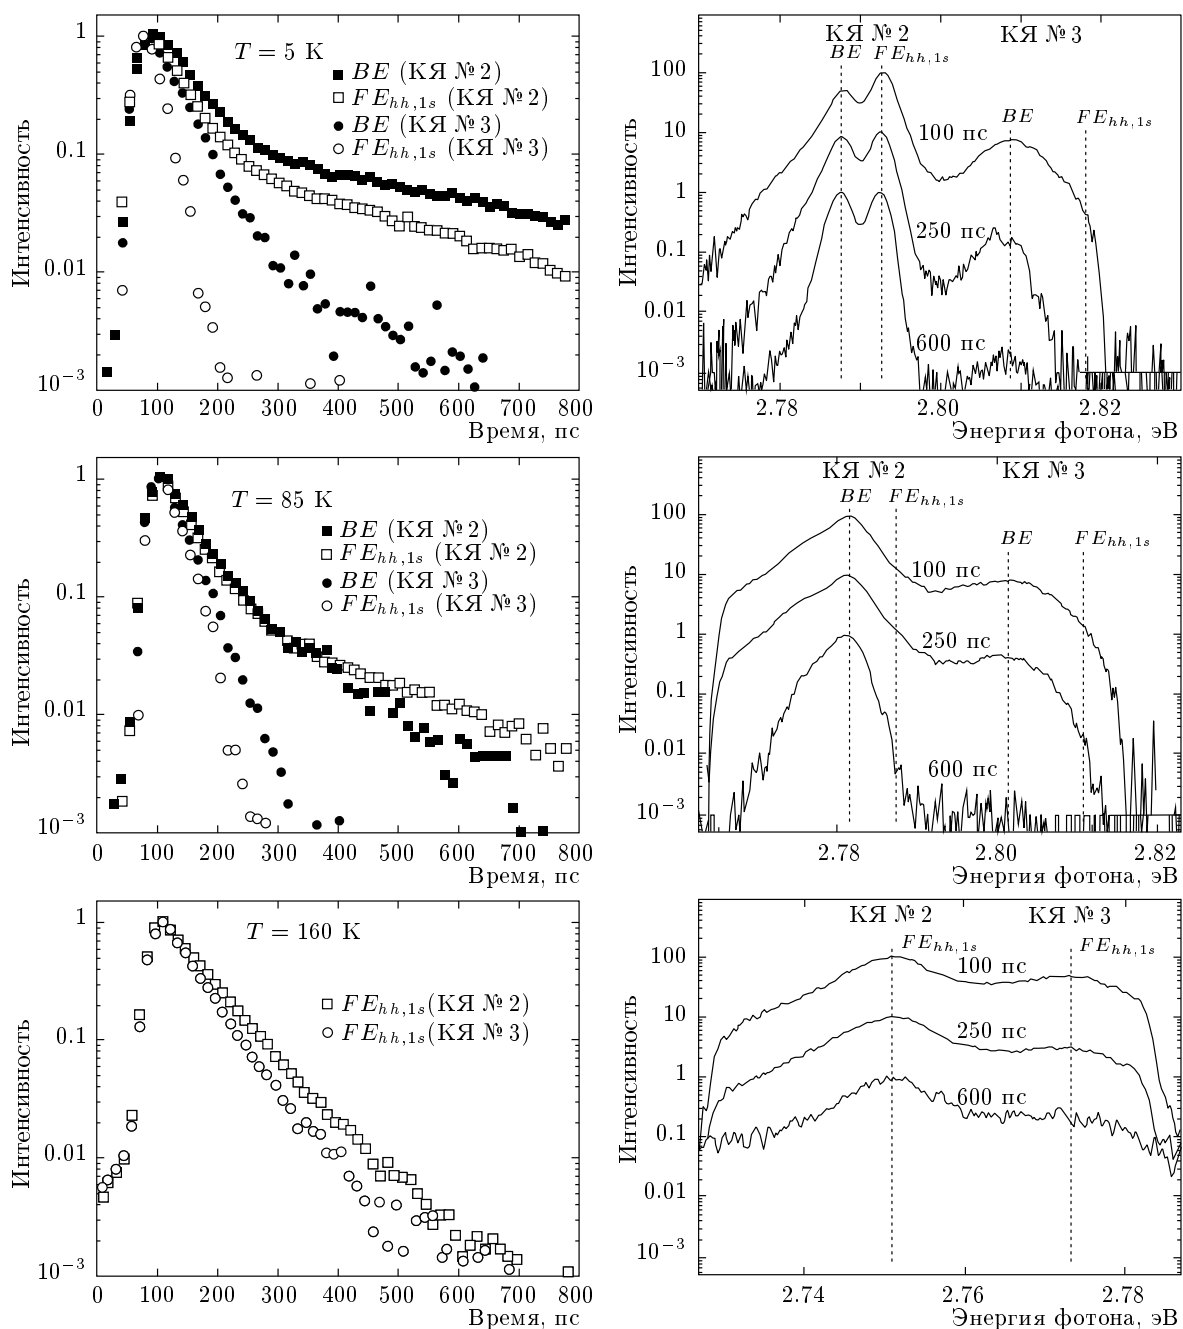 1
0.1
0.01
10⁻³
Интенсивность
T = 5 K
BE (КЯ № 2)
FE_{hh,1s} (КЯ № 2)
BE (КЯ № 3)
FE_{hh,1s} (КЯ № 3)
0 100 200 300 400 500 600 700 800
Время, пс
КЯ № 2 КЯ № 3
BE FE_{hh,1s}
BE FE_{hh,1s}
100
10
1
0.1
0.01
10⁻³
Интенсивность
100 пс
250 пс
600 пс
2.78 2.80 2.82
Энергия фотона, эВ
1
0.1
0.01
10⁻³
Интенсивность
T = 85 K
BE (КЯ № 2)
FE_{hh,1s} (КЯ № 2)
BE (КЯ № 3)
FE_{hh,1s} (КЯ № 3)
0 100 200 300 400 500 600 700 800
Время, пс
КЯ № 2 КЯ № 3
BE FE_{hh,1s}
BE FE_{hh,1s}
100
10
1
0.1
0.01
10⁻³
Интенсивность
100 пс
250 пс
600 пс
2.78 2.80 2.82
Энергия фотона, эВ
1
0.1
0.01
10⁻³
Интенсивность
T = 160 K
FE_{hh,1s}(КЯ № 2)
FE_{hh,1s}(КЯ № 3)
0 100 200 300 400 500 600 700 800
Время, пс
КЯ № 2 КЯ № 3
FE_{hh,1s} FE_{hh,1s}
100
10
1
0.1
0.01
10⁻³
Интенсивность
100 пс
250 пс
600 пс
2.74 2.76 2.78
Энергия фотона, эВ